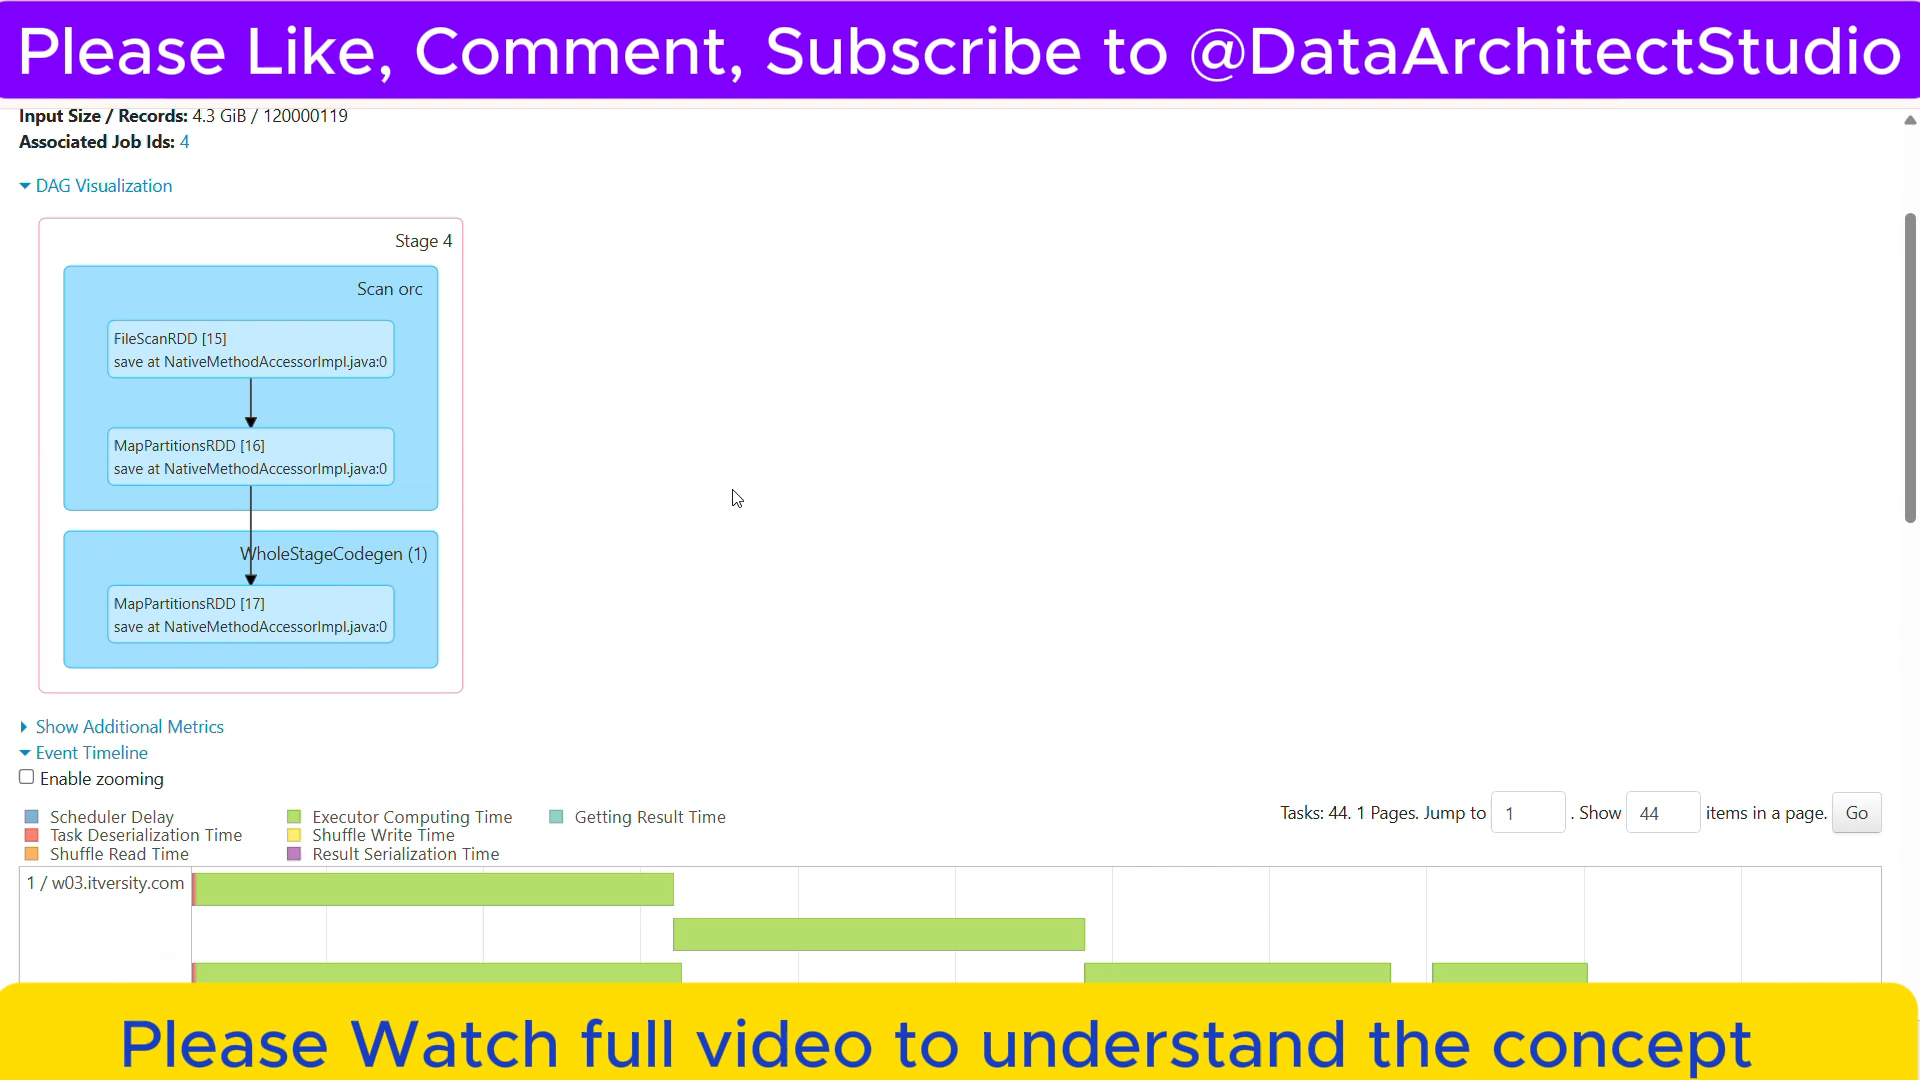 Please Like, Comment, Subscribe to @DataArchitectStudio
Input Size / Records: 4.3 GiB / 120000119
Associated Job Ids: 4
DAG Visualization
Stage 4
Scan orc
FileScanRDD [15]
save at NativeMethodAccessorImpl.java:0
MapPartitionsRDD [16]
save at NativeMethodAccessorImpl.java:0
WholeStageCodegen (1)
MapPartitionsRDD [17]
save at NativeMethodAccessorImpl.java:0
Show Additional Metrics
Event Timeline
Enable zooming
Scheduler Delay
Task Deserialization Time
Shuffle Read Time
Executor Computing Time
Shuffle Write Time
Result Serialization Time
Getting Result Time
Tasks: 44. 1 Pages. Jump to 1 . Show 44 items in a page. Go
1 / w03.itversity.com
Please Watch full video to understand the concept